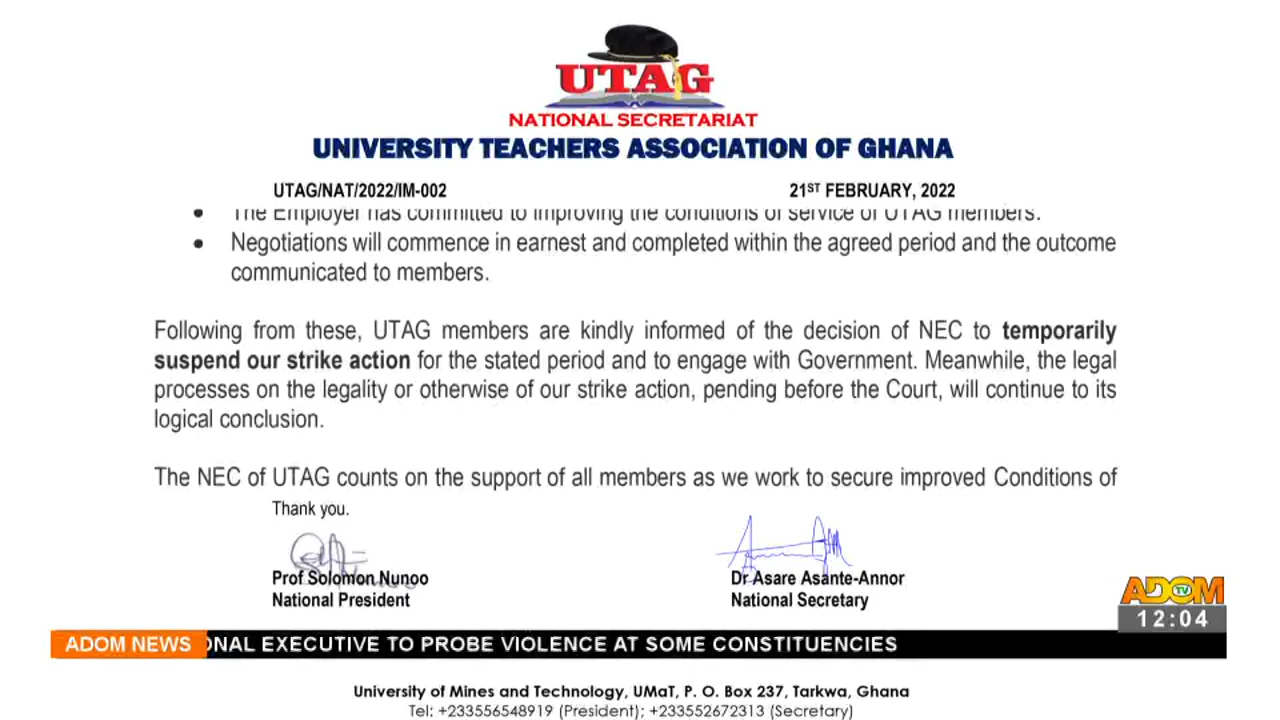 UTAG
NATIONAL SECRETARIAT
UNIVERSITY TEACHERS ASSOCIATION OF GHANA
UTAG/NAT/2022/IM-002 21ST FEBRUARY, 2022
• The Employer has committed to improving the conditions of service of UTAG members.
• Negotiations will commence in earnest and completed within the agreed period and the outcome
communicated to members.
Following from these, UTAG members are kindly informed of the decision of NEC to temporarily
suspend our strike action for the stated period and to engage with Government. Meanwhile, the legal
processes on the legality or otherwise of our strike action, pending before the Court, will continue to its
logical conclusion.
The NEC of UTAG counts on the support of all members as we work to secure improved Conditions of
Thank you.
Prof Solomon Nunoo Dr Asare Asante-Annor
National President National Secretary
ADOM TV
12:04
ADOM NEWS ONAL EXECUTIVE TO PROBE VIOLENCE AT SOME CONSTITUENCIES
University of Mines and Technology, UMaT, P. O. Box 237, Tarkwa, Ghana
Tel: +233556548919 (President); +233552672313 (Secretary)